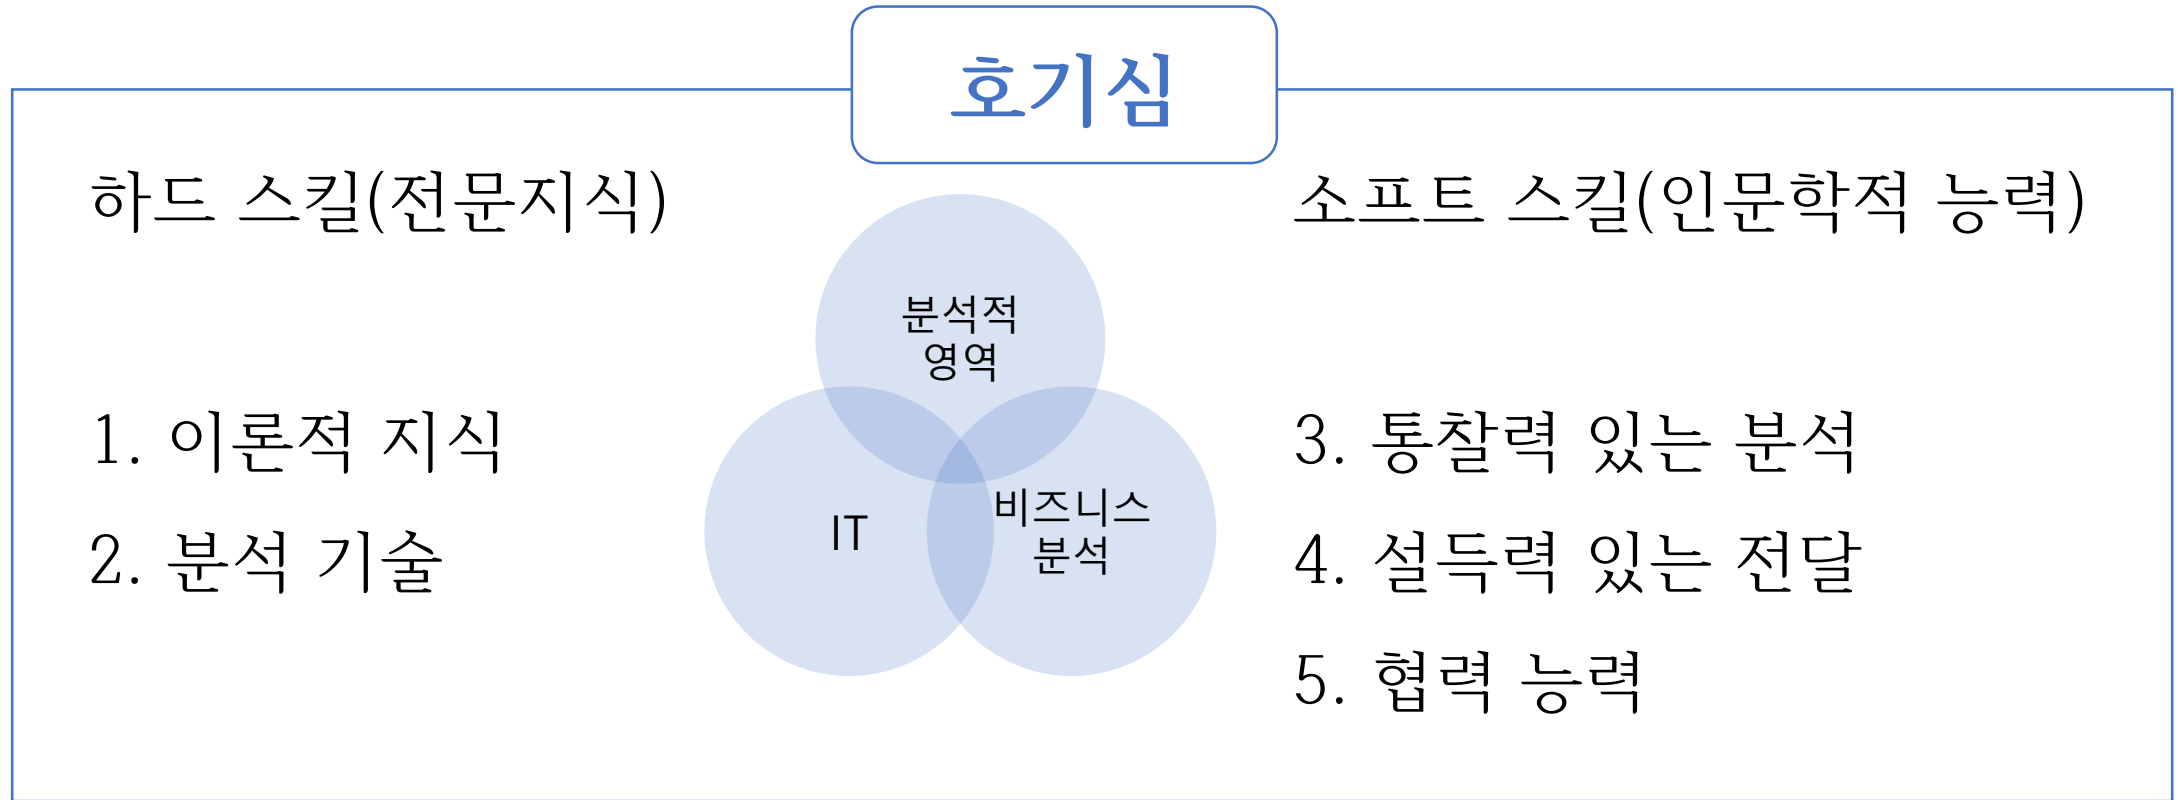 호기심
하드 스킬(전문지식)
1. 이론적 지식
2. 분석 기술
분석적
영역
IT
비즈니스
분석
소프트 스킬(인문학적 능력)
3. 통찰력 있는 분석
4. 설득력 있는 전달
5. 협력 능력